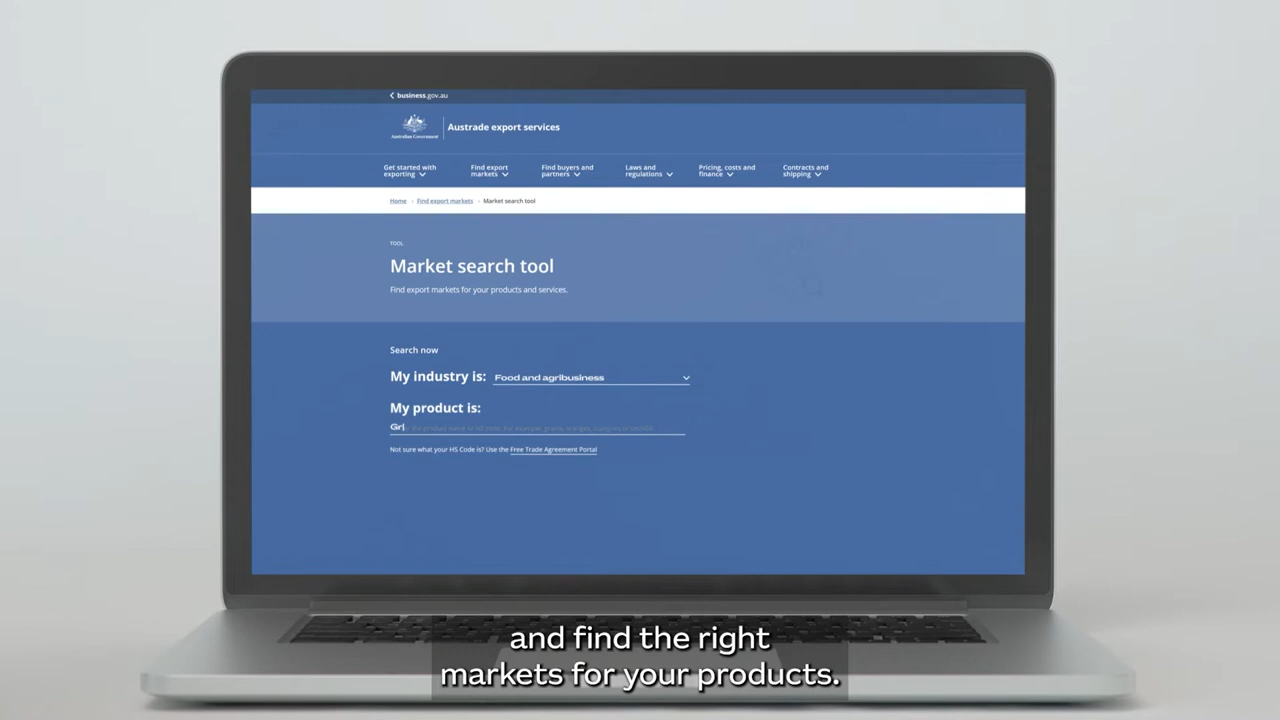 business.gov.au
Australian Government
Austrade export services
Get started with
exporting
Find export
markets
Find buyers and
partners
Laws and
regulations
Pricing, costs and
finance
Contracts and
shipping
Home › Find export markets › Market search tool
TOOL
Market search tool
Find export markets for your products and services.
Search now
My industry is: Food and agribusiness
My product is:
Gr
Not sure what your HS Code is? Use the Free Trade Agreement Portal
and find the right
markets for your products.